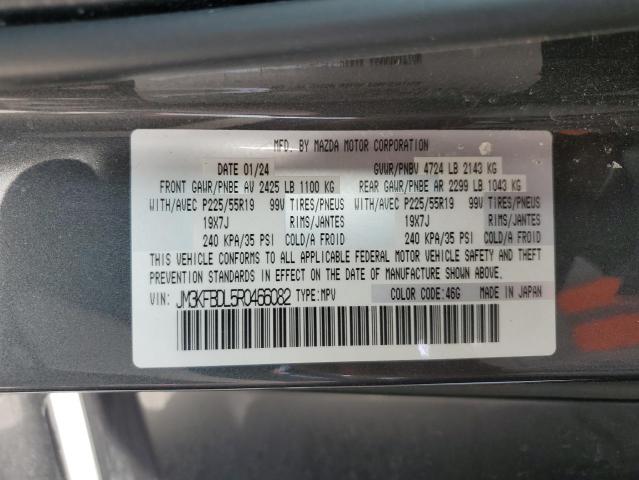 MFD. BY MAZDA MOTOR CORPORATION
DATE 01/24 GVWR/PNBV 4724 LB 2143 KG
FRONT GAWR/PNBE AV 2425 LB 1100 KG REAR GAWR/PNBE AR 2299 LB 1043 KG
WITH/AVEC P225/55R19 99V TIRES/PNEUS WITH/AVEC P225/55R19 99V TIRES/PNEUS
19X7J RIMS/JANTES 19X7J RIMS/JANTES
240 KPA/35 PSI COLD/A FROID 240 KPA/35 PSI COLD/A FROID
THIS VEHICLE CONFORMS TO ALL APPLICABLE FEDERAL MOTOR VEHICLE SAFETY AND THEFT
PREVENTION STANDARDS IN EFFECT ON THE DATE OF MANUFACTURE SHOWN ABOVE.
VIN: JM3KFBDL5R0466082 TYPE:MPV COLOR CODE:46G MADE IN JAPAN